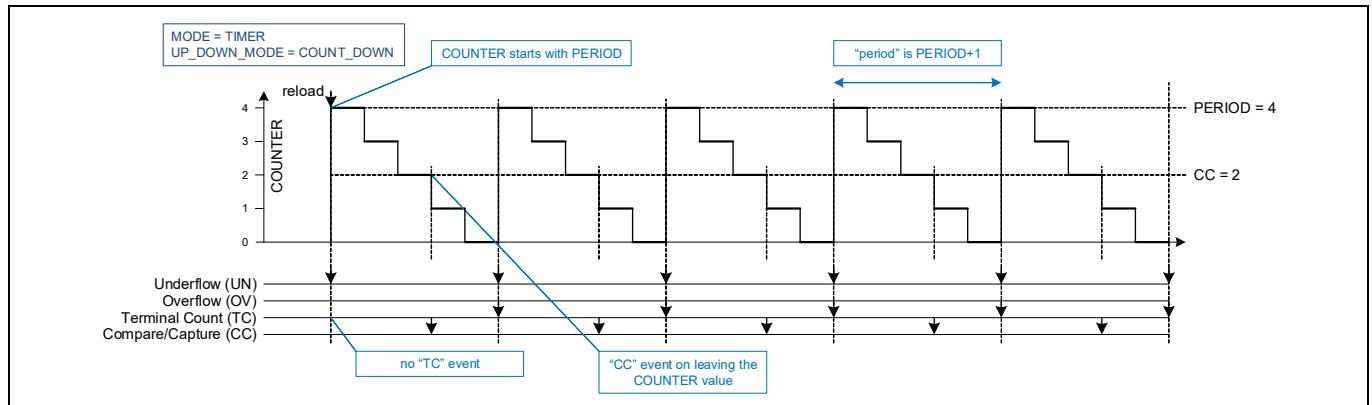 MODE = TIMER
UP_DOWN_MODE = COUNT_DOWN
COUNTER starts with PERIOD
“period” is PERIOD+1
reload
4
3
2
1
0
COUNTER
PERIOD = 4
CC = 2
Underflow (UN)
Overflow (OV)
Terminal Count (TC)
Compare/Capture (CC)
no “TC” event
“CC” event on leaving the
COUNTER value